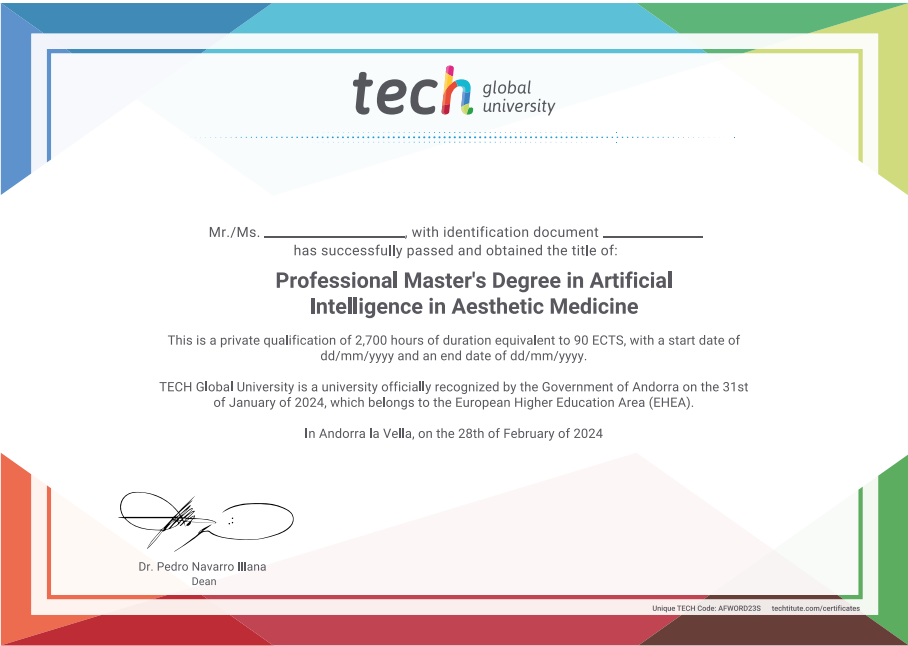 tech global university
Mr./Ms. ____________, with identification document ____________
has successfully passed and obtained the title of:
Professional Master's Degree in Artificial
Intelligence in Aesthetic Medicine
This is a private qualification of 2,700 hours of duration equivalent to 90 ECTS, with a start date of
dd/mm/yyyy and an end date of dd/mm/yyyy.
TECH Global University is a university officially recognized by the Government of Andorra on the 31st
of January of 2024, which belongs to the European Higher Education Area (EHEA).
In Andorra la Vella, on the 28th of February of 2024
Dr. Pedro Navarro Illana
Dean
Unique TECH Code: AFWORD23S techtitute.com/certificates